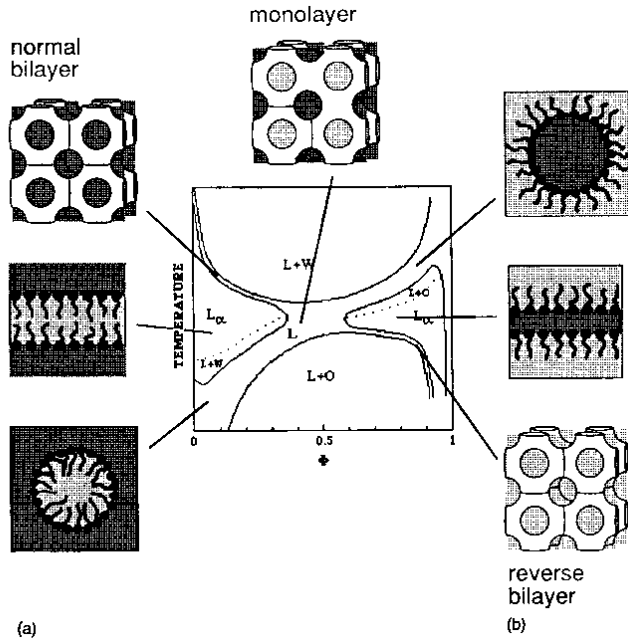 monolayer
normal
bilayer
TEMPERATURE
L+W
L+O
Lα
Lα
L
L+W
L+O
0
0.5
1
Φ
reverse
bilayer
(a)
(b)